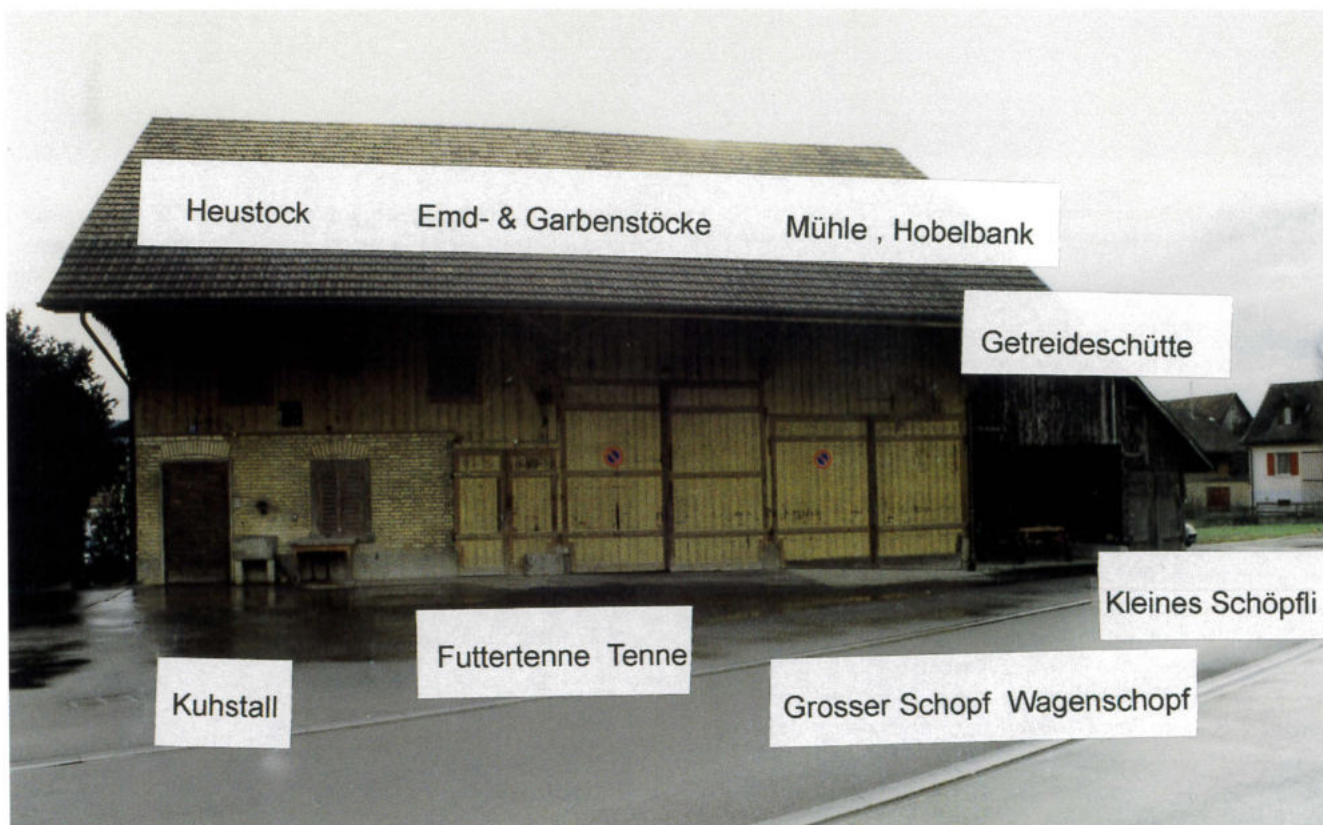 Heustock Emd- & Garbenstöcke Mühle , Hobelbank
Getreideschütte
Kleines Schöpfli
Futtertenne Tenne
Kuhstall
Grosser Schopf Wagenschopf